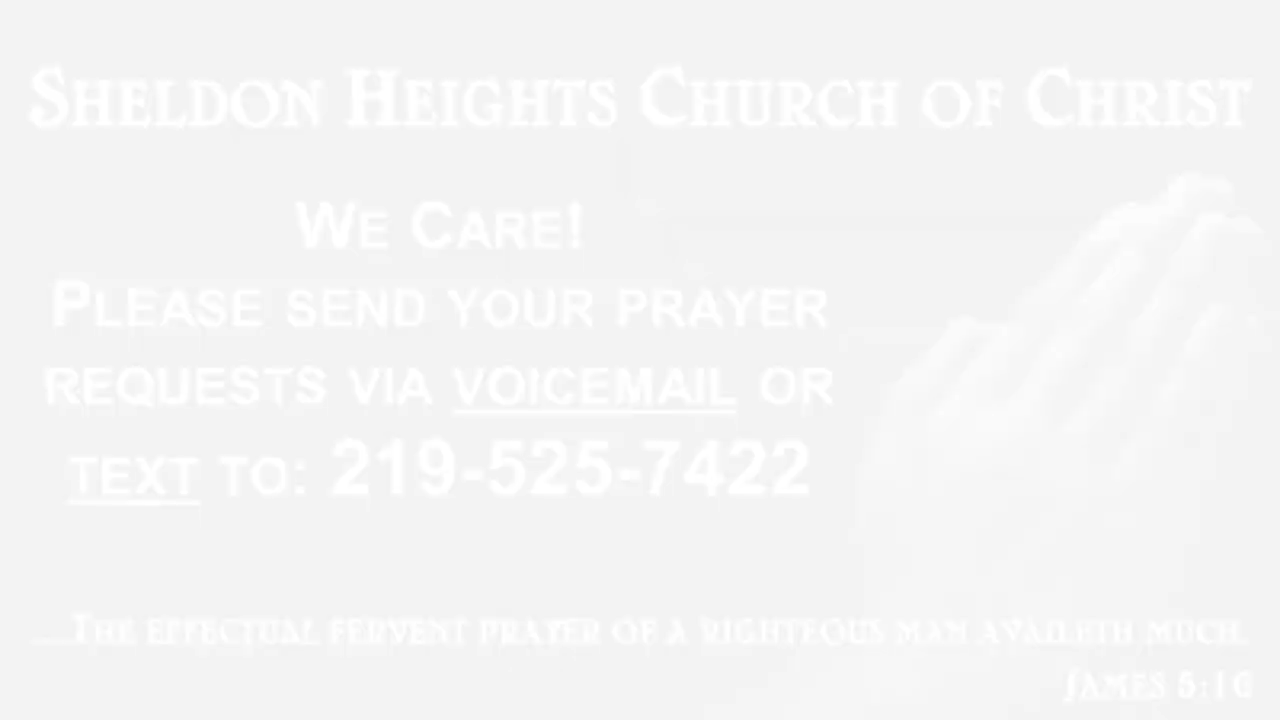 Sheldon Heights Church of Christ
We Care!
Please send your prayer
requests via voicemail or
text to: 219-525-7422
...The effectual fervent prayer of a righteous man availeth much.
James 5:16